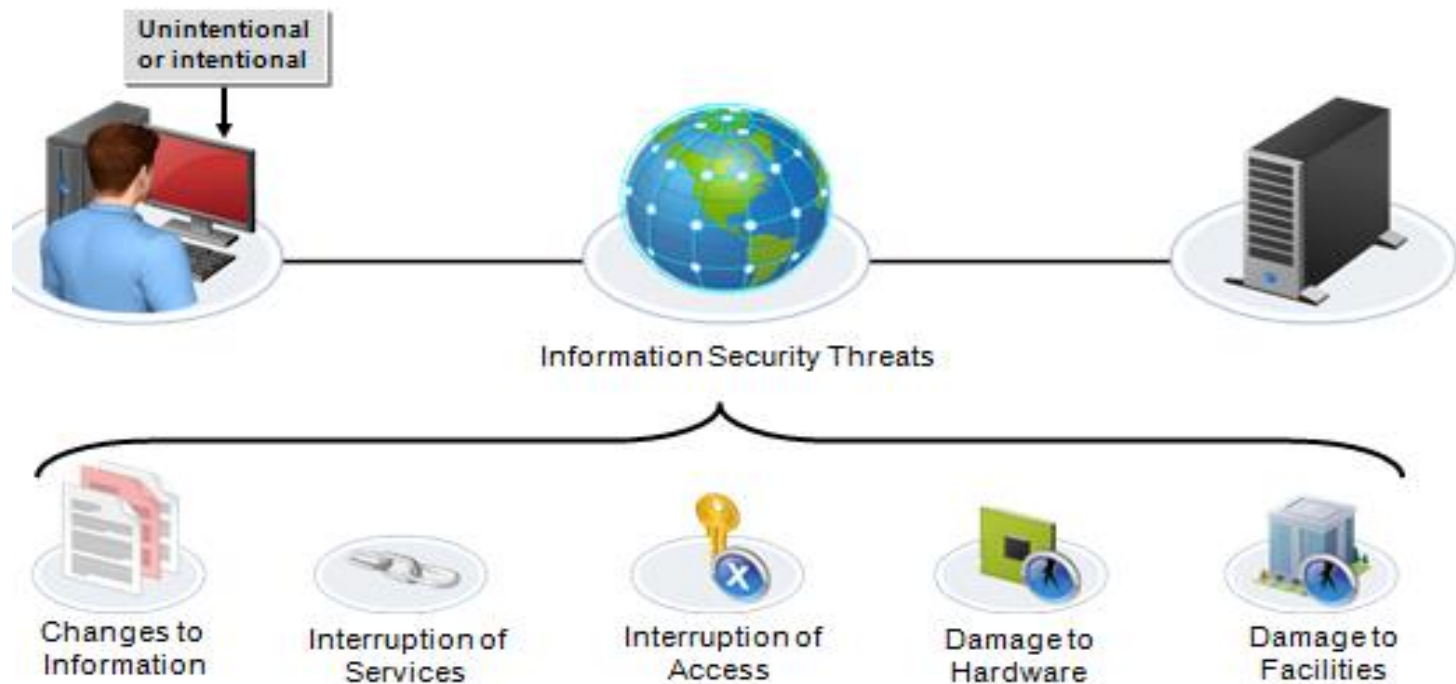 Unintentional
or intentional
Information Security Threats
Changes to
Information
Interruption of
Services
Interruption of
Access
Damage to
Hardware
Damage to
Facilities